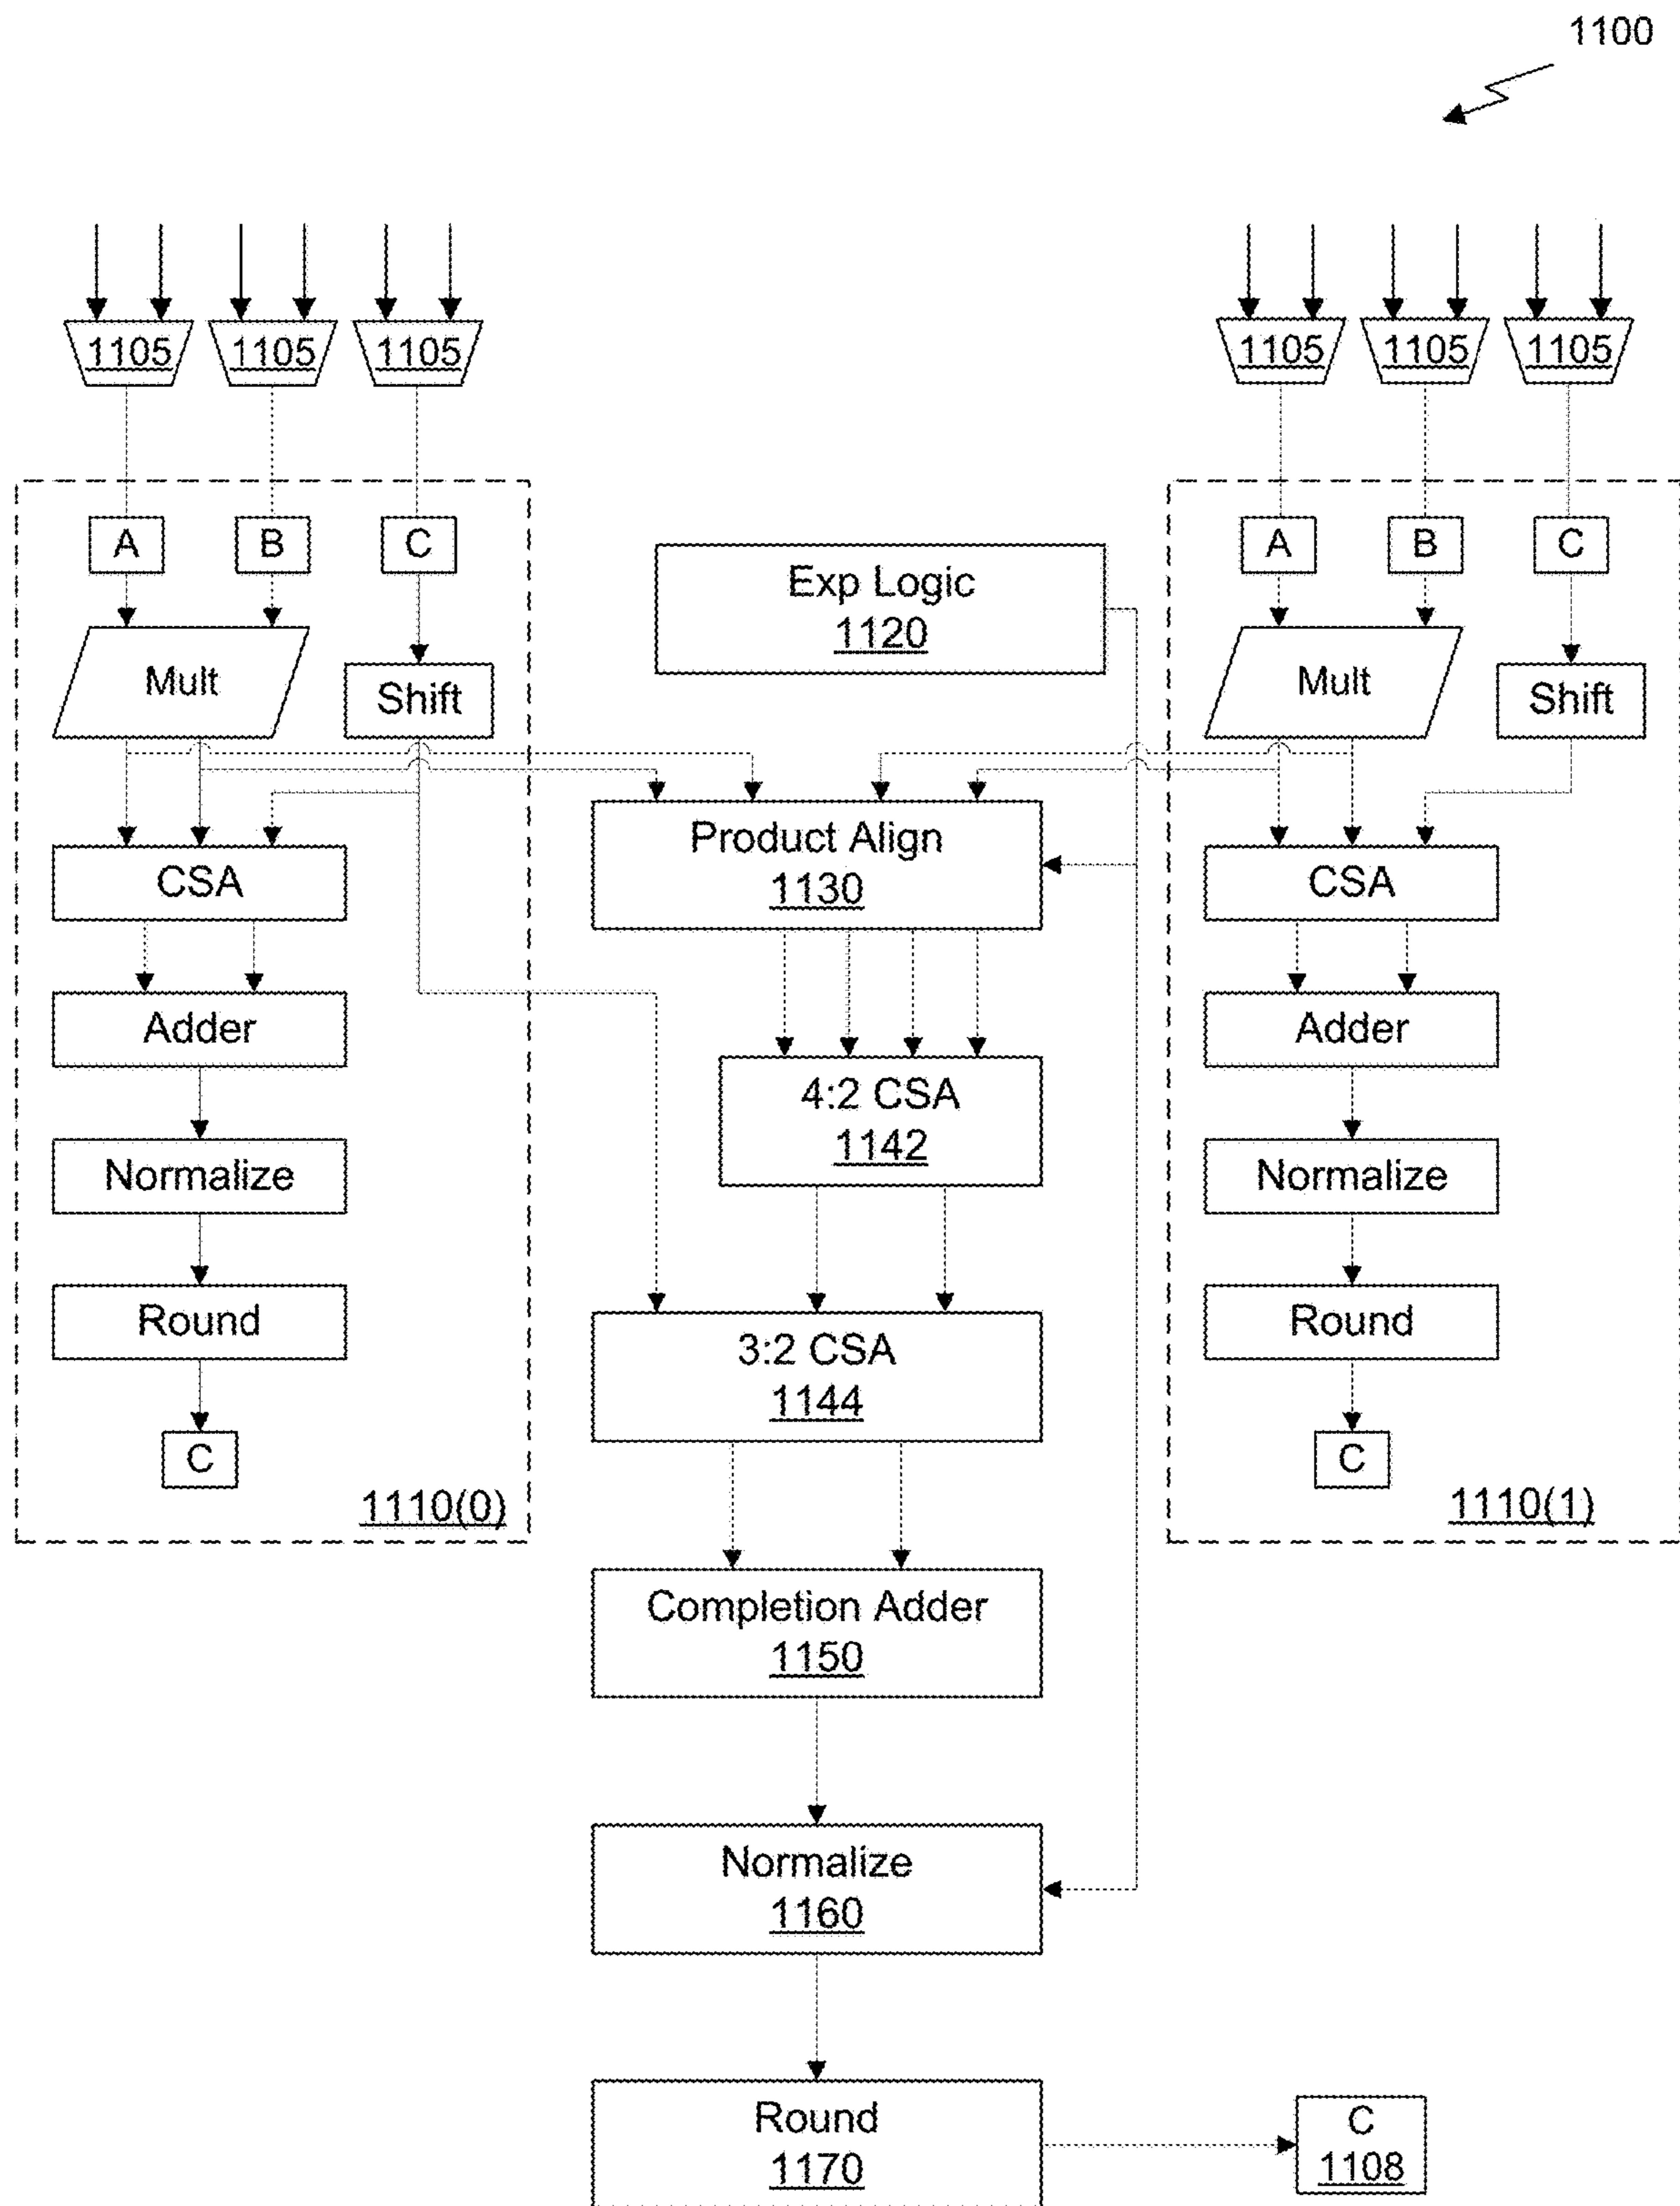 1100
1105 1105 1105 1105 1105 1105
A B C A B C
Exp Logic
1120
Mult Shift Mult Shift
Product Align
1130
CSA CSA
Adder Adder
4:2 CSA
1142
Normalize Normalize
Round Round
3:2 CSA
1144
C C
1110(0) 1110(1)
Completion Adder
1150
Normalize
1160
Round
1170
C
1108